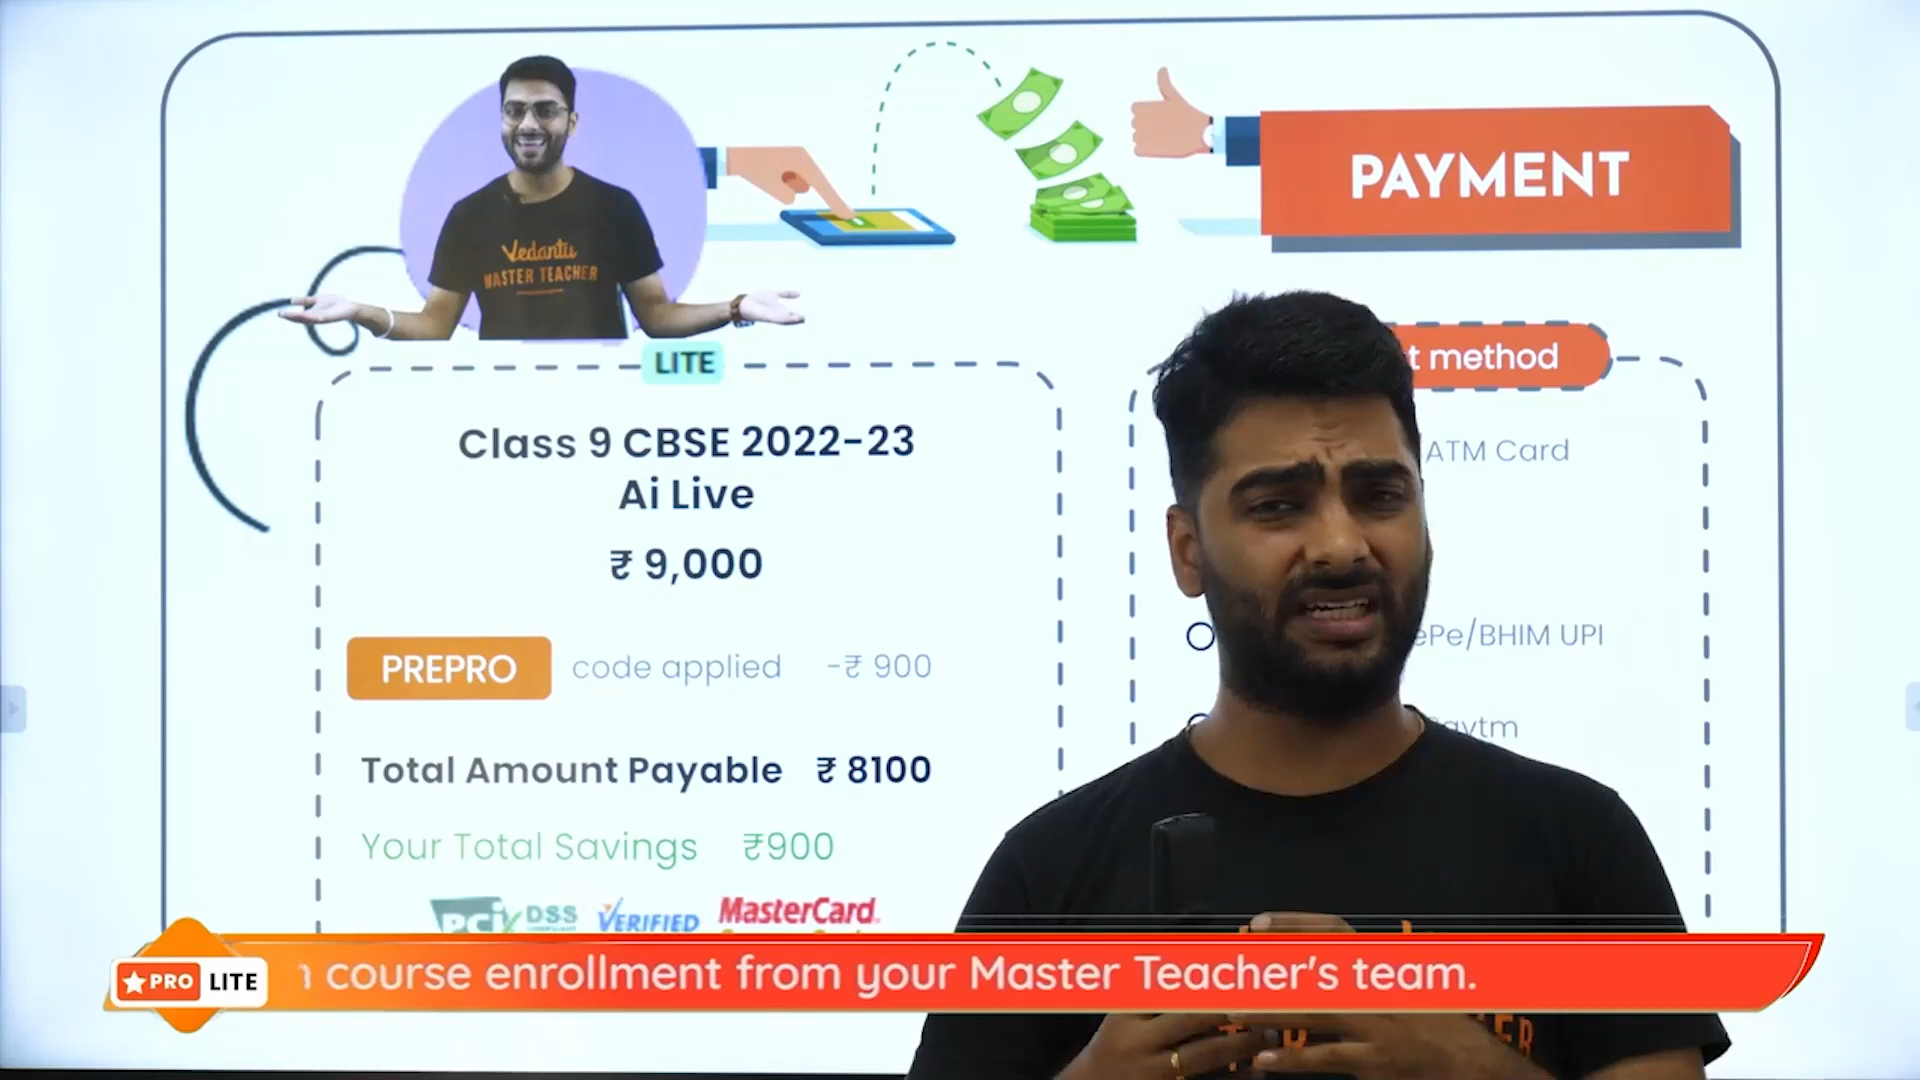 PAYMENT
Vedantu
MASTER TEACHER
LITE
t method
Class 9 CBSE 2022-23
Ai Live
₹ 9,000
ATM Card
PREPRO code applied -₹ 900
ePe/BHIM UPI
Total Amount Payable ₹ 8100
Your Total Savings ₹900
PCi DSS VERIFIED MasterCard.
PRO LITE
course enrollment from your Master Teacher's team.